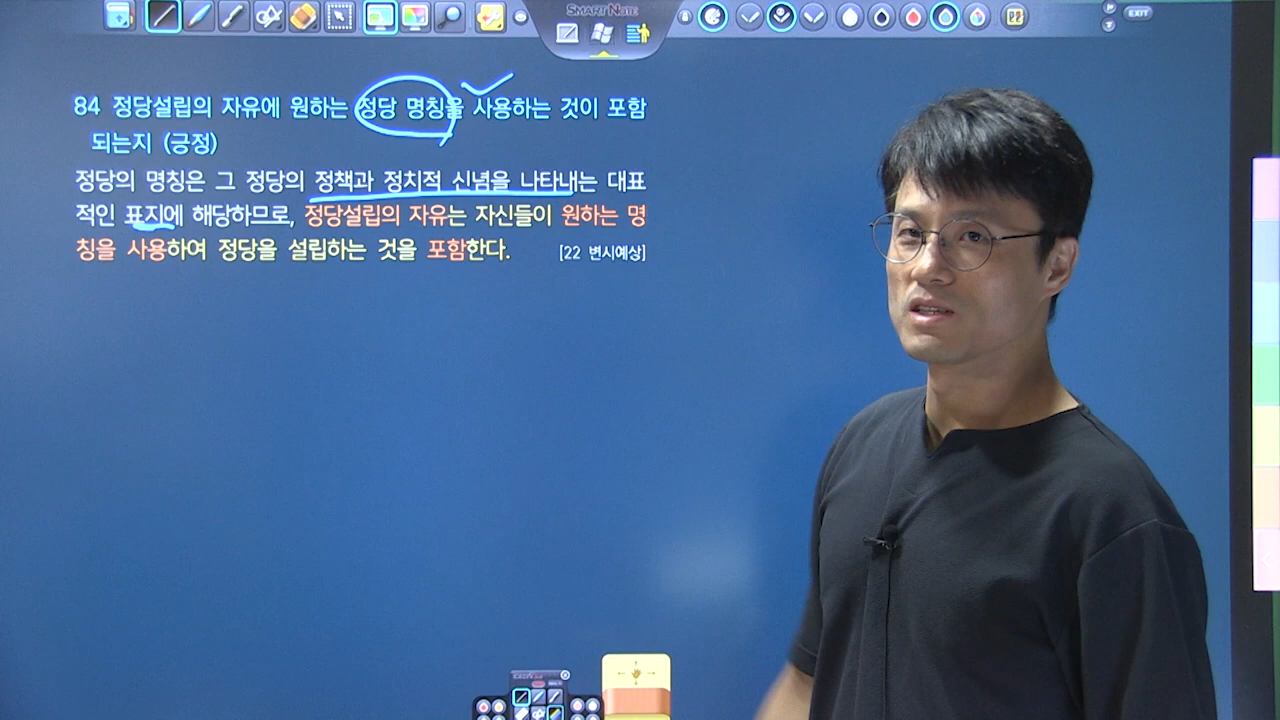 SMART NOTE
EXIT
84 정당설립의 자유에 원하는 정당 명칭을 사용하는 것이 포함
되는지 (긍정)
정당의 명칭은 그 정당의 정책과 정치적 신념을 나타내는 대표
적인 표지에 해당하므로, 정당설립의 자유는 자신들이 원하는 명
칭을 사용하여 정당을 설립하는 것을 포함한다. [22 변시예상]